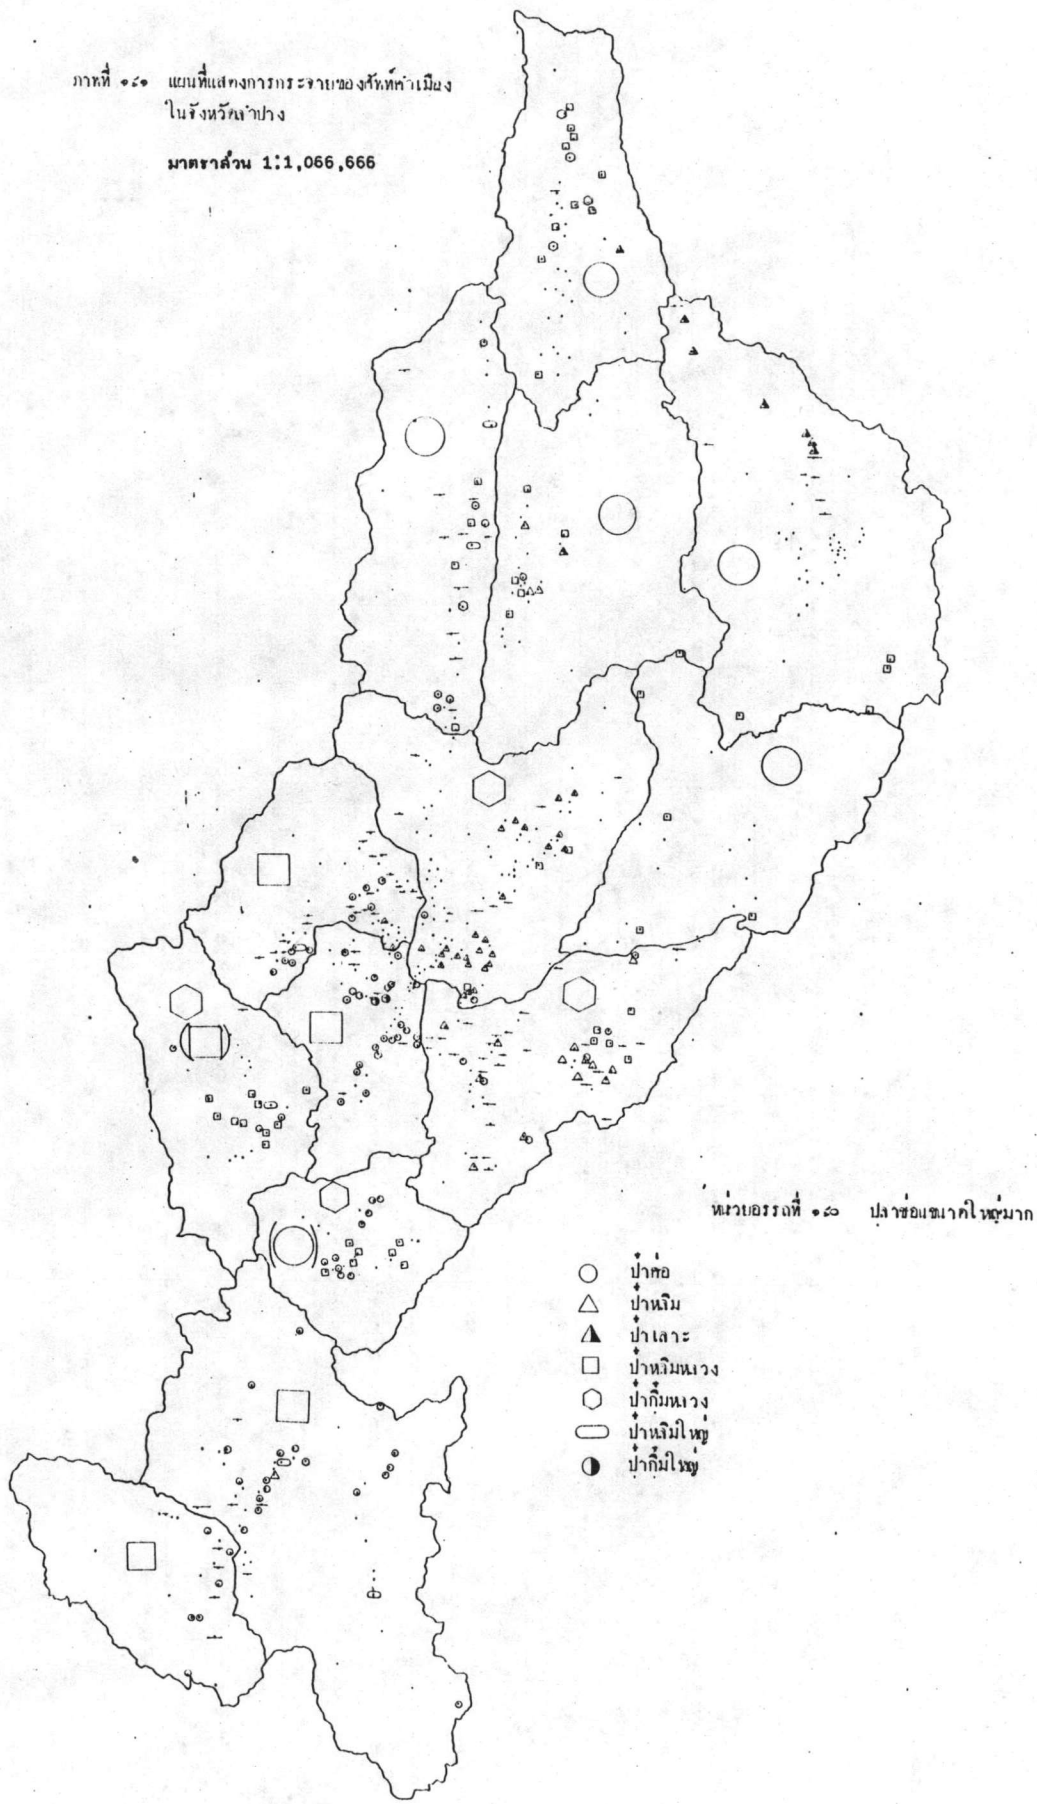 ภาพที่ ๑๙๑ แผนที่แสดงการกระจายของศัพท์คำเมือง
ในจังหวัดลำปาง
มาตราส่วน 1:1,066,666
หน่วยอรรถที่ ๑๙๐ ปลาช่อนขนาดใหญ่มาก
ป๋าค่อ
ป๋าหลิม
ป๋าเลาะ
ป๋าหลิมหลวง
ป๋ากั๊มหลวง
ป๋าหลิมใหญ่
ป๋ากั๊มใหญ่